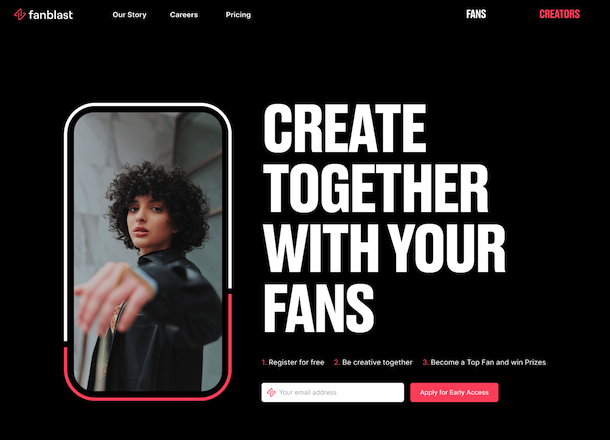 fanblast
Our Story
Careers
Pricing
FANS
CREATORS
CREATE
TOGETHER
WITH YOUR
FANS
1. Register for free
2. Be creative together
3. Become a Top Fan and win Prizes
Your email address
Apply for Early Access